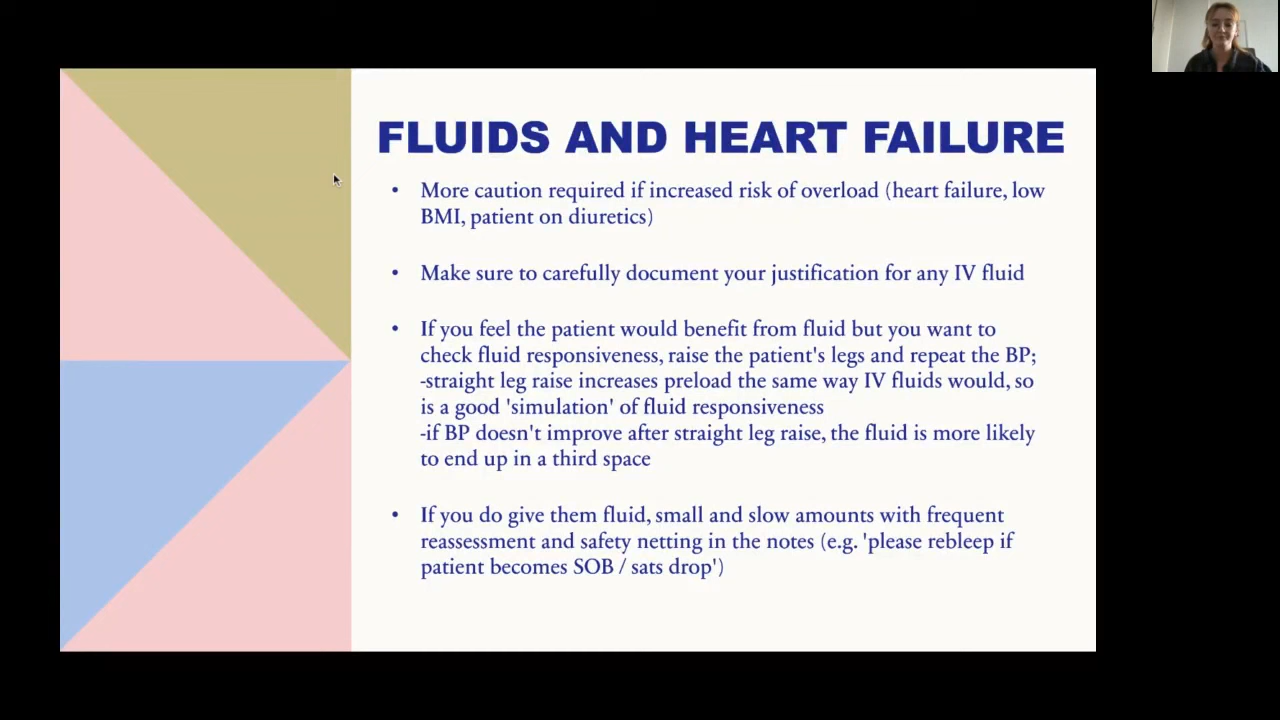 FLUIDS AND HEART FAILURE
• More caution required if increased risk of overload (heart failure, low
BMI, patient on diuretics)
• Make sure to carefully document your justification for any IV fluid
• If you feel the patient would benefit from fluid but you want to
check fluid responsiveness, raise the patient's legs and repeat the BP;
-straight leg raise increases preload the same way IV fluids would, so
is a good 'simulation' of fluid responsiveness
-if BP doesn't improve after straight leg raise, the fluid is more likely
to end up in a third space
• If you do give them fluid, small and slow amounts with frequent
reassessment and safety netting in the notes (e.g. 'please rebleep if
patient becomes SOB / sats drop')